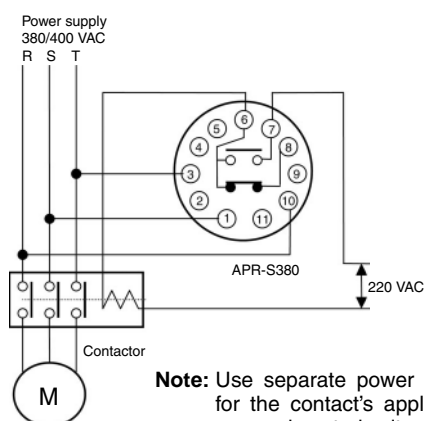 Power supply
380/400 VAC
R S T
6
5 7
4 8
3 9
2 10
1 11
APR-S380
220 VAC
Contactor
M
Note: Use separate power
for the contact's appl